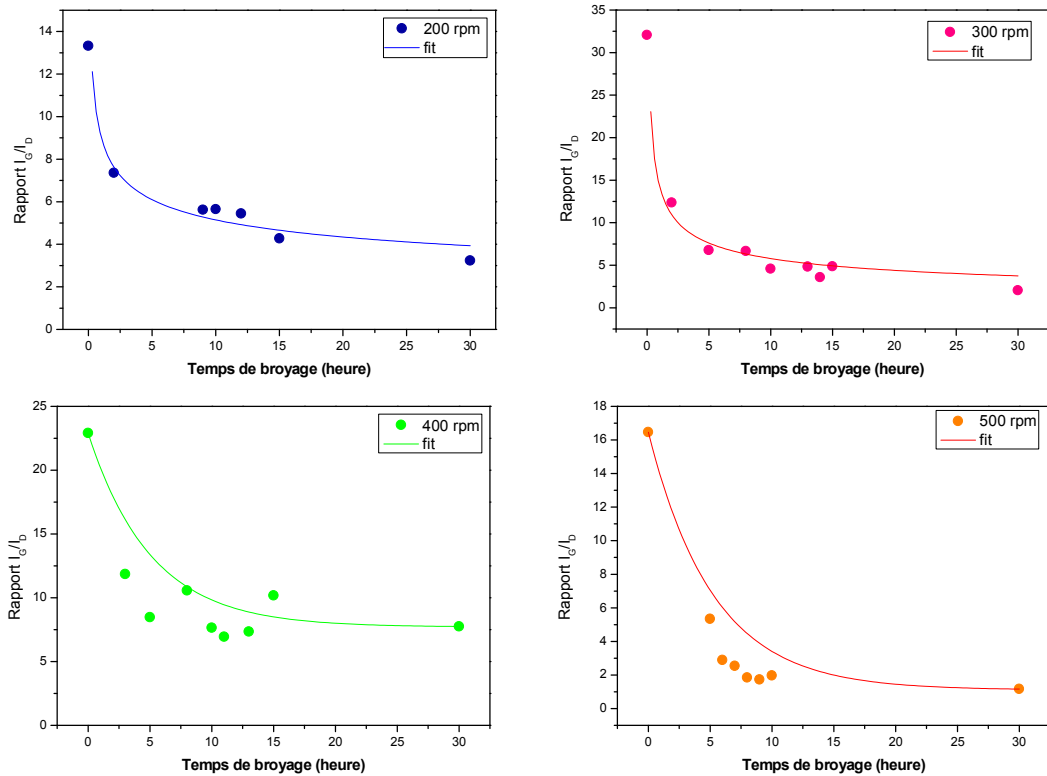 200 rpm
fit
14
12
10
8
6
4
2
0
Rapport I_G/I_D
0 5 10 15 20 25 30
Temps de broyage (heure)
300 rpm
fit
35
30
25
20
15
10
5
0
Rapport I_G/I_D
0 5 10 15 20 25 30
Temps de broyage (heure)
400 rpm
fit
25
20
15
10
5
0
Rapport I_G/I_D
0 5 10 15 20 25 30
Temps de broyage (heure)
500 rpm
fit
18
16
14
12
10
8
6
4
2
0
Rapport I_G/I_D
0 5 10 15 20 25 30
Temps de broyage (heure)